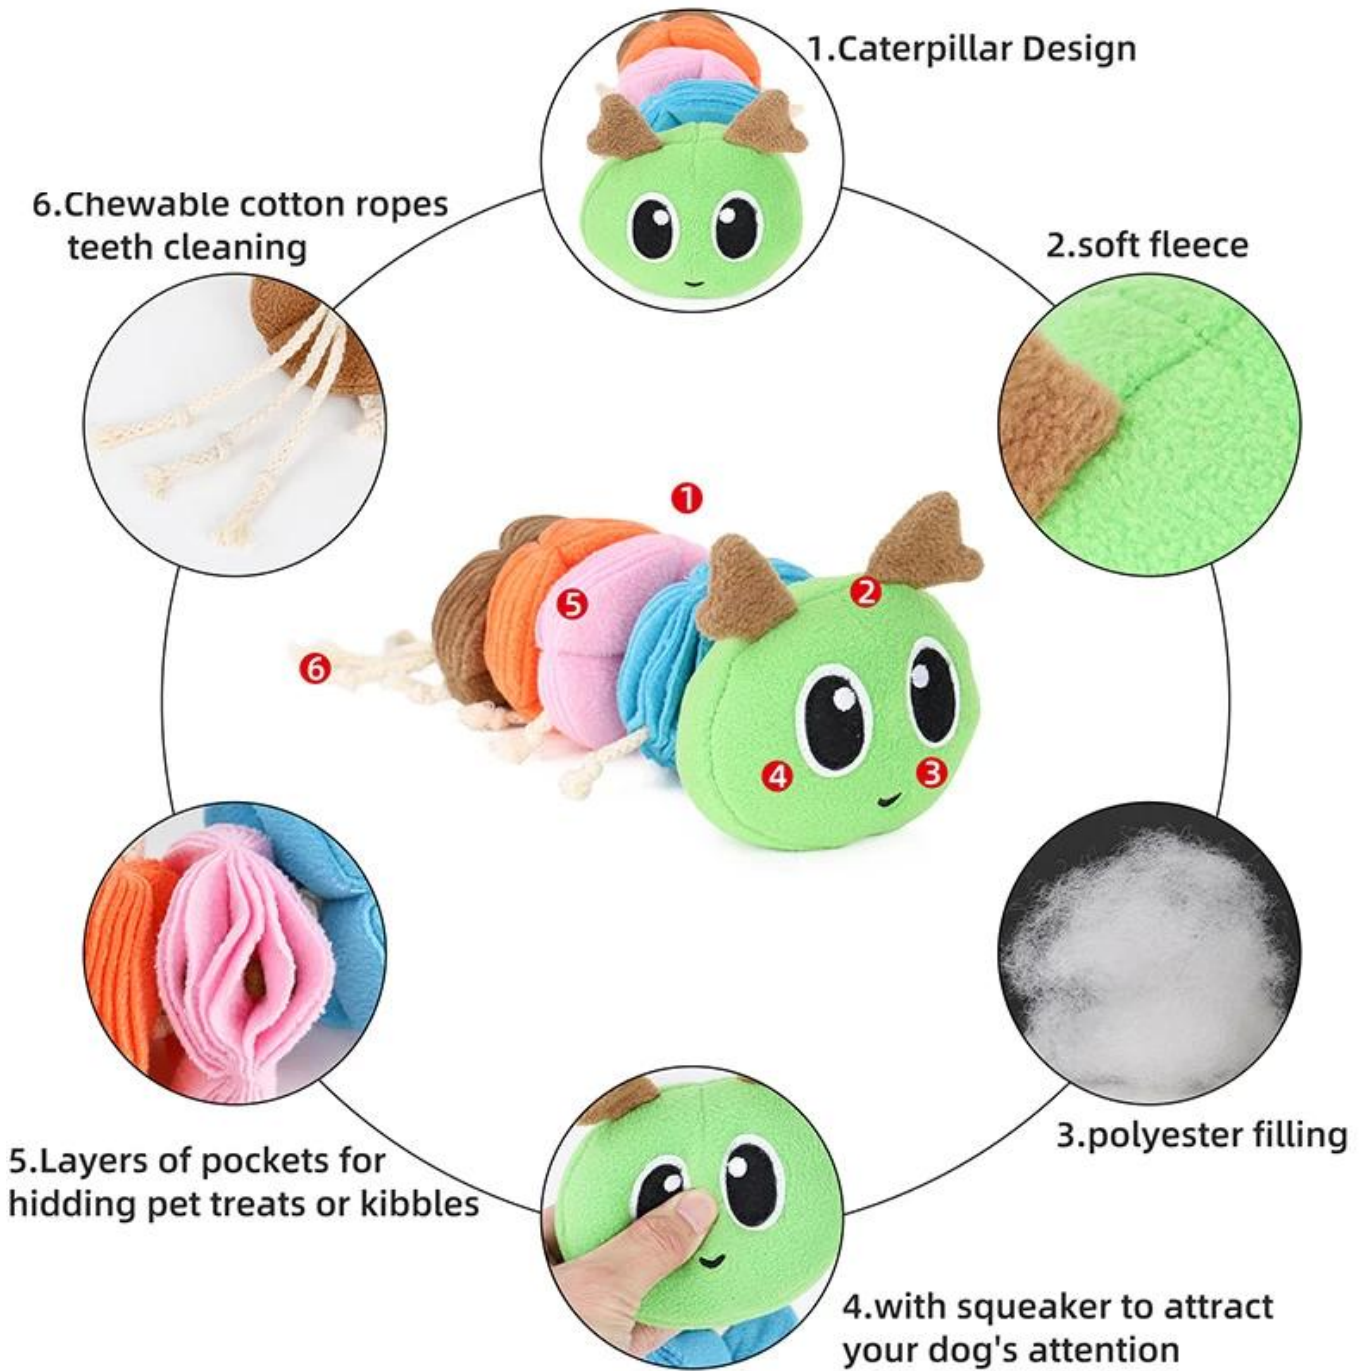 1.Caterpillar Design
6.Chewable cotton ropes
teeth cleaning
2.soft fleece
1
2
5
6
4
3
3.polyester filling
5.Layers of pockets for
hidding pet treats or kibbles
4.with squeaker to attract
your dog's attention